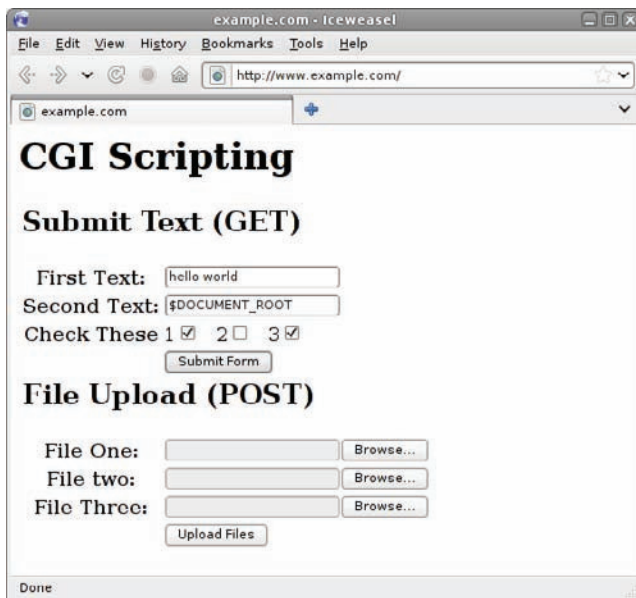 example.com - Iceweasel
File Edit View History Bookmarks Tools Help
http://www.example.com/
example.com
CGI Scripting
Submit Text (GET)
First Text: hello world
Second Text: $DOCUMENT_ROOT
Check These 1 2 3
Submit Form
File Upload (POST)
File One: Browse...
File two: Browse...
File Three: Browse...
Upload Files
Done